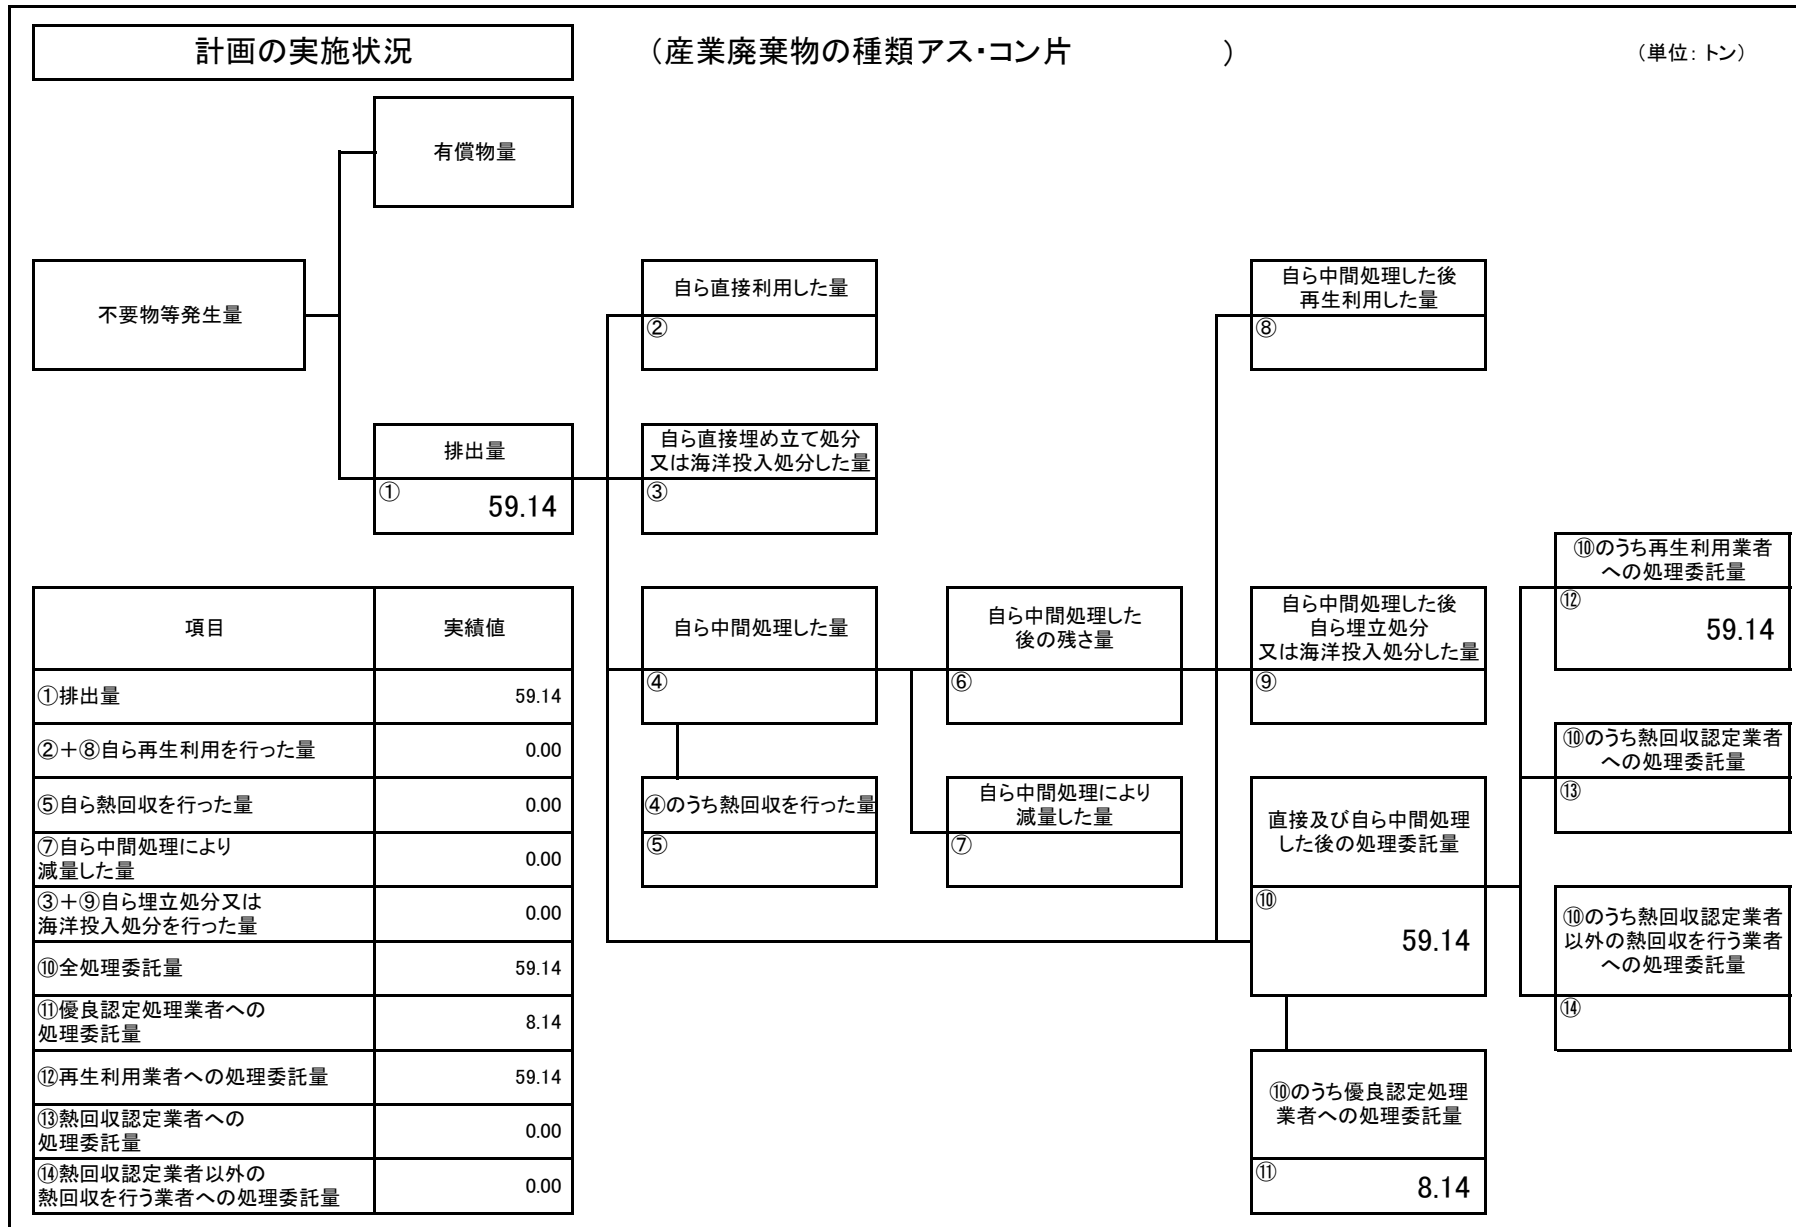 計画の実施状況
（産業廃棄物の種類アス・コン片　　　　　）
（単位：トン）
有償物量
不要物等発生量
自ら直接利用した量
②
自ら中間処理した後
再生利用した量
⑧
排出量
①
59.14
自ら直接埋め立て処分
又は海洋投入処分した量
③
⑩のうち再生利用業者
への処理委託量
⑫
59.14
自ら中間処理した量
④
自ら中間処理した
後の残さ量
⑥
自ら中間処理した後
自ら埋立処分
又は海洋投入処分した量
⑨
⑩のうち熱回収認定業者
への処理委託量
⑬
④のうち熱回収を行った量
⑤
自ら中間処理により
減量した量
⑦
直接及び自ら中間処理
した後の処理委託量
⑩
59.14
⑩のうち熱回収認定業者
以外の熱回収を行う業者
への処理委託量
⑭
⑩のうち優良認定処理
業者への処理委託量
⑪
8.14
項目 実績値
①排出量 59.14
②＋⑧自ら再生利用を行った量 0.00
⑤自ら熱回収を行った量 0.00
⑦自ら中間処理により
減量した量 0.00
③＋⑨自ら埋立処分又は
海洋投入処分を行った量 0.00
⑩全処理委託量 59.14
⑪優良認定処理業者への
処理委託量 8.14
⑫再生利用業者への処理委託量 59.14
⑬熱回収認定業者への
処理委託量 0.00
⑭熱回収認定業者以外の
熱回収を行う業者への処理委託量 0.00